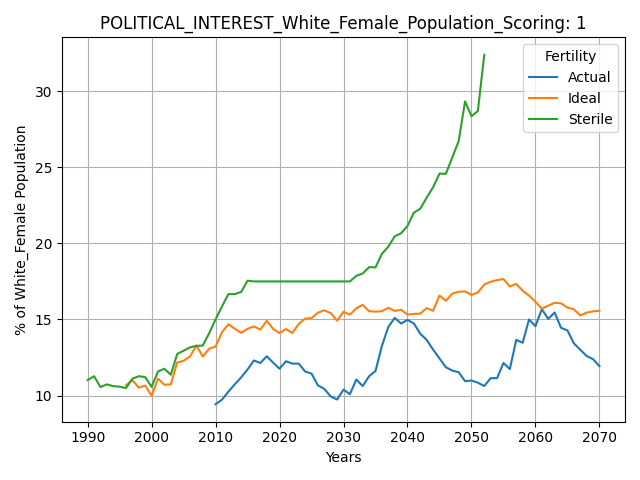 POLITICAL_INTEREST_White_Female_Population_Scoring: 1
Fertility
Actual
Ideal
Sterile
% of White_Female Population
30
25
20
15
10
1990 2000 2010 2020 2030 2040 2050 2060 2070
Years